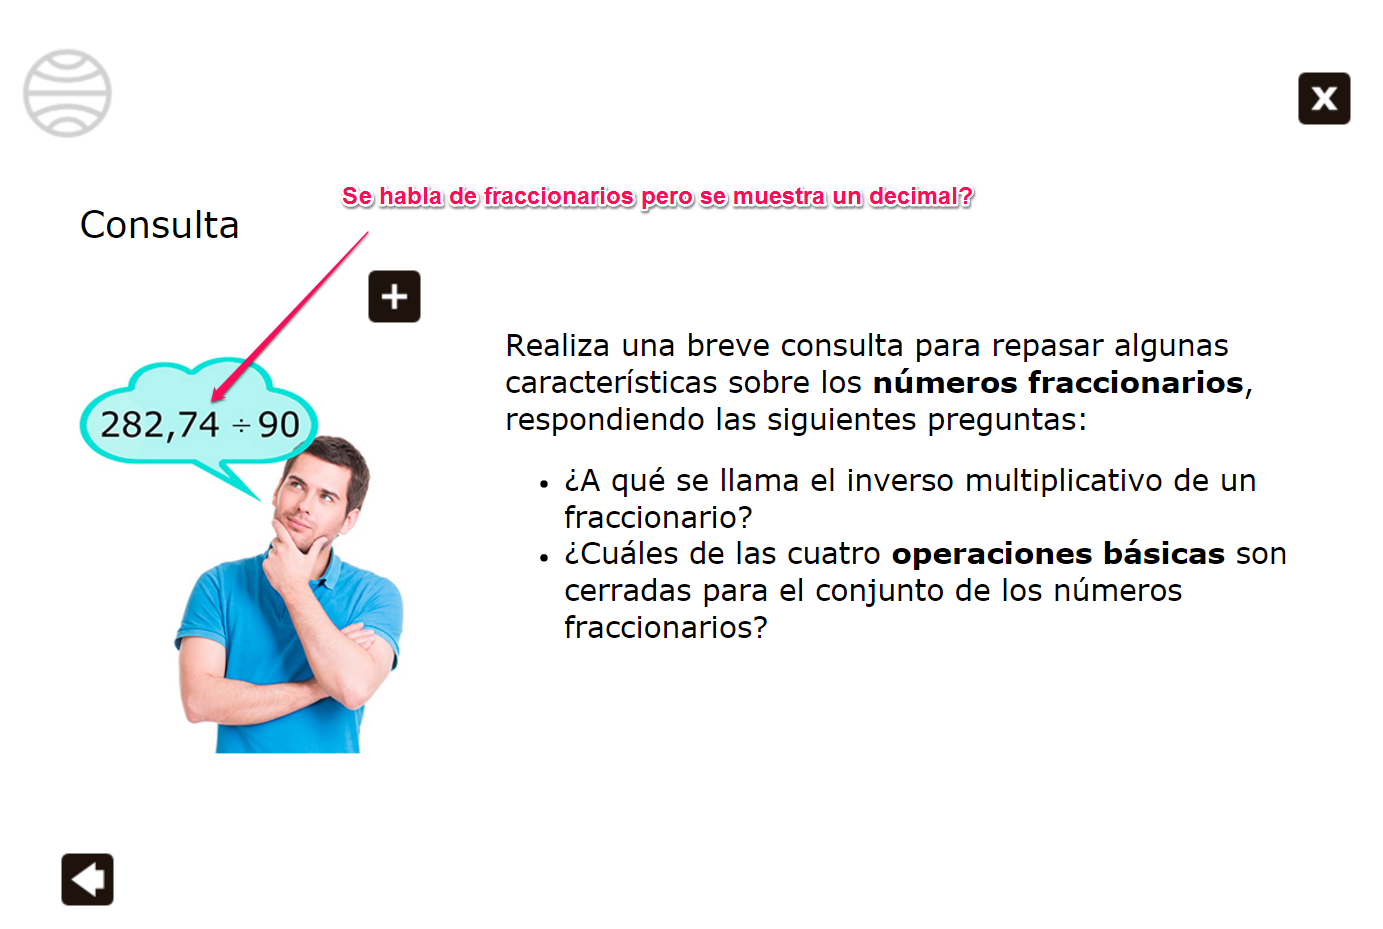 Se habla de fraccionarios pero se muestra un decimal?
Consulta
282,74 ÷ 90
Realiza una breve consulta para repasar algunas
características sobre los números fraccionarios,
respondiendo las siguientes preguntas:
• ¿A qué se llama el inverso multiplicativo de un
fraccionario?
• ¿Cuáles de las cuatro operaciones básicas son
cerradas para el conjunto de los números
fraccionarios?